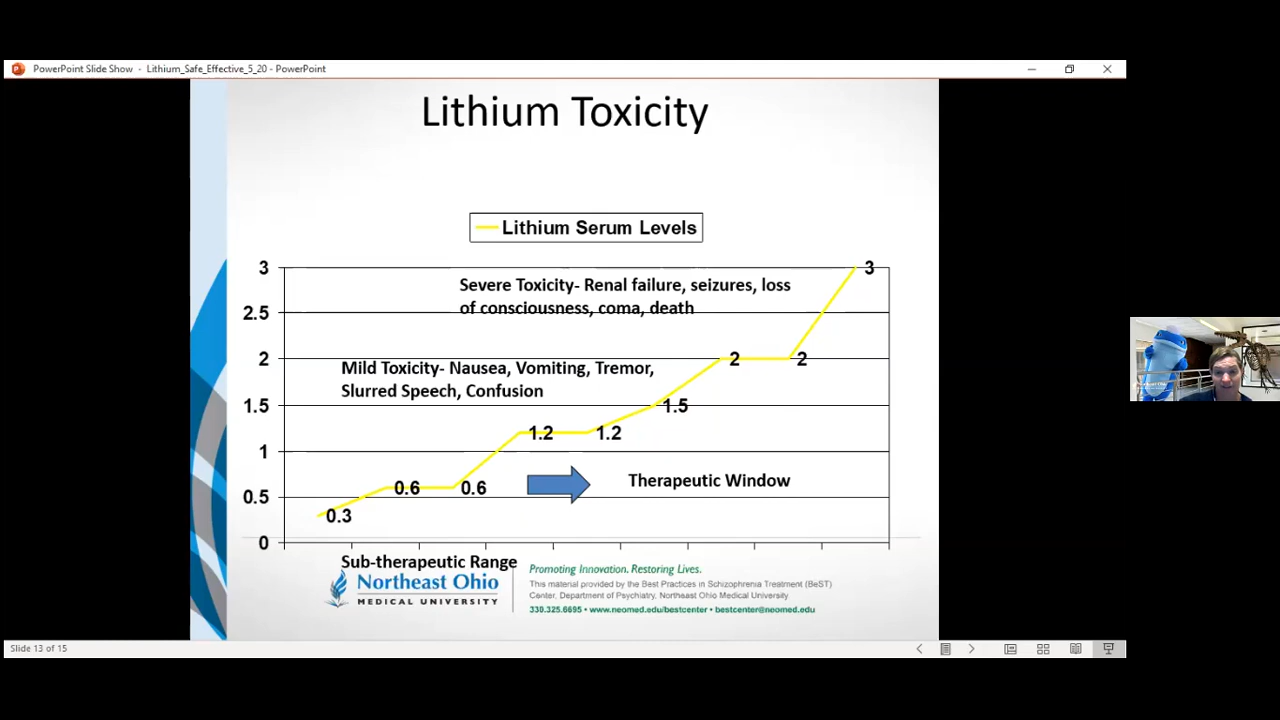 PowerPoint Slide Show - Lithium_Safe_Effective_5_20 - PowerPoint
Lithium Toxicity
Lithium Serum Levels
3
3
Severe Toxicity- Renal failure, seizures, loss
of consciousness, coma, death
2.5
2
2
2
Mild Toxicity- Nausea, Vomiting, Tremor,
Slurred Speech, Confusion
1.5
1.5
1.2
1.2
1
Therapeutic Window
0.6
0.6
0.5
0.3
0
Sub-therapeutic Range
Northeast Ohio
MEDICAL UNIVERSITY
Promoting Innovation. Restoring Lives.
This material provided by the Best Practices in Schizophrenia Treatment (BeST)
Center, Department of Psychiatry, Northeast Ohio Medical University
330.325.6695 • www.neomed.edu/bestcenter • bestcenter@neomed.edu
Slide 13 of 15